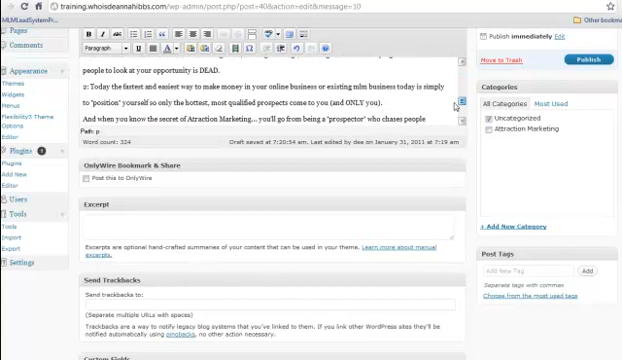 training.whoisdeannahibbs.com/wp-admin/post.php?post=40&action=edit&message=10
MLMLeadSystemPr...
Other bookma
Pages
Comments
Appearance
Themes
Widgets
Menus
Flexibility3 Theme
Options
Editor
Plugins 1
Plugins
Add New
Editor
Users
Tools
Tools
Import
Export
Settings
Paragraph
people to look at your opportunity is DEAD.
2: Today the fastest and easiest way to make money in your online business or existing mlm business today is simply
to "position" yourself so only the hottest, most qualified prospects come to you (and ONLY you).
And when you know the secret of Attraction Marketing... you'll go from being a "prospector" who chases people
Path: p
Word count: 324
Draft saved at 7:20:54 am. Last edited by dee on January 31, 2011 at 7:19 am
OnlyWire Bookmark & Share
Post this to OnlyWire
Excerpt
Excerpts are optional hand-crafted summaries of your content that can be used in your theme. Learn more about manual
excerpts.
Send Trackbacks
Send trackbacks to:
(Separate multiple URLs with spaces)
Trackbacks are a way to notify legacy blog systems that you've linked to them. If you link other WordPress sites they'll be
notified automatically using pingbacks, no other action necessary.
Custom Fields
Publish immediately Edit
Move to Trash
Publish
Categories
All Categories
Most Used
Uncategorized
Attraction Marketing
+ Add New Category
Post Tags
Add New Tag
Add
Separate tags with commas
Choose from the most used tags